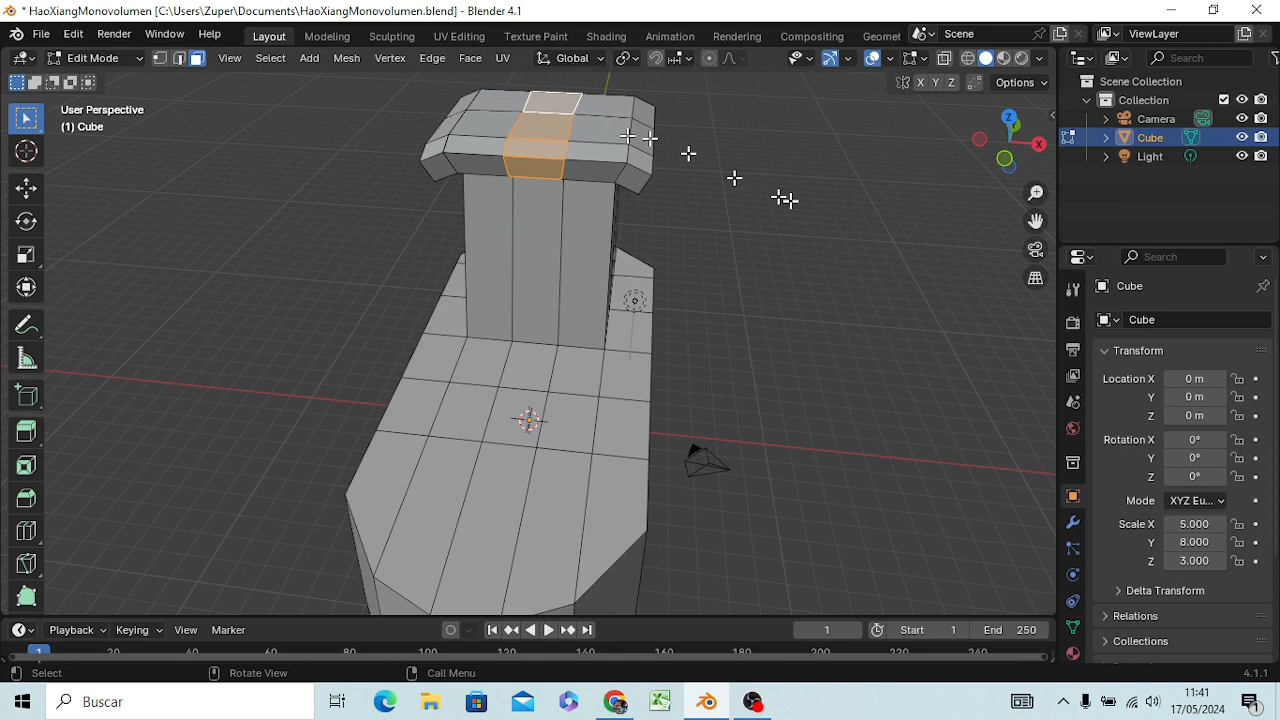 * HaoXiangMonovolumen [C:\Users\Zuper\Documents\HaoXiangMonovolumen.blend] - Blender 4.1
File Edit Render Window Help Layout Modeling Sculpting UV Editing Texture Paint Shading Animation Rendering Compositing Geomet Scene ViewLayer
Edit Mode View Select Add Mesh Vertex Edge Face UV Global Search
X Y Z Options
User Perspective
(1) Cube
Z X
Scene Collection
Collection
Camera
Cube
Light
Search
Cube
Cube
Transform
Location X 0 m
Y 0 m
Z 0 m
Rotation X 0°
Y 0°
Z 0°
Mode XYZ Eu...
Scale X 5.000
Y 8.000
Z 3.000
Delta Transform
Relations
Collections
Playback Keying View Marker 1 Start 1 End 250
1 20 40 60 80 100 120 140 160 180 200 220 240
Select Rotate View Call Menu 4.1.1
Buscar
11:41
17/05/2024
1